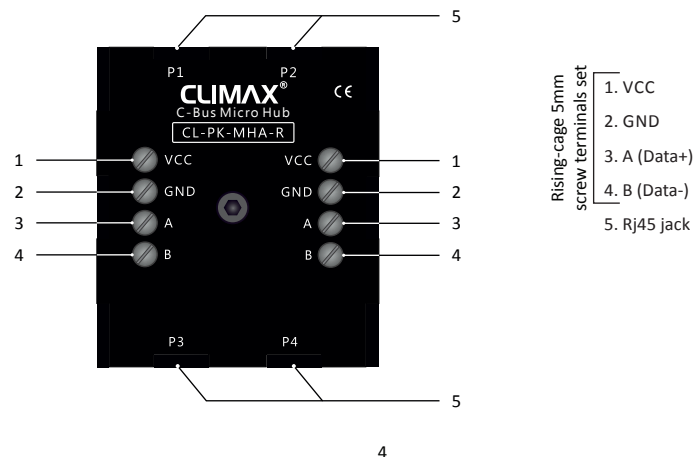 5
P1 P2
CLIMAX®
CE
C-Bus Micro Hub
CL-PK-MHA-R
1 VCC VCC 1
2 GND GND 2
3 A A 3
4 B B 4
P3 P4
5
Rising-cage 5mm
screw terminals set
1. VCC
2. GND
3. A (Data+)
4. B (Data-)
5. Rj45 jack
4